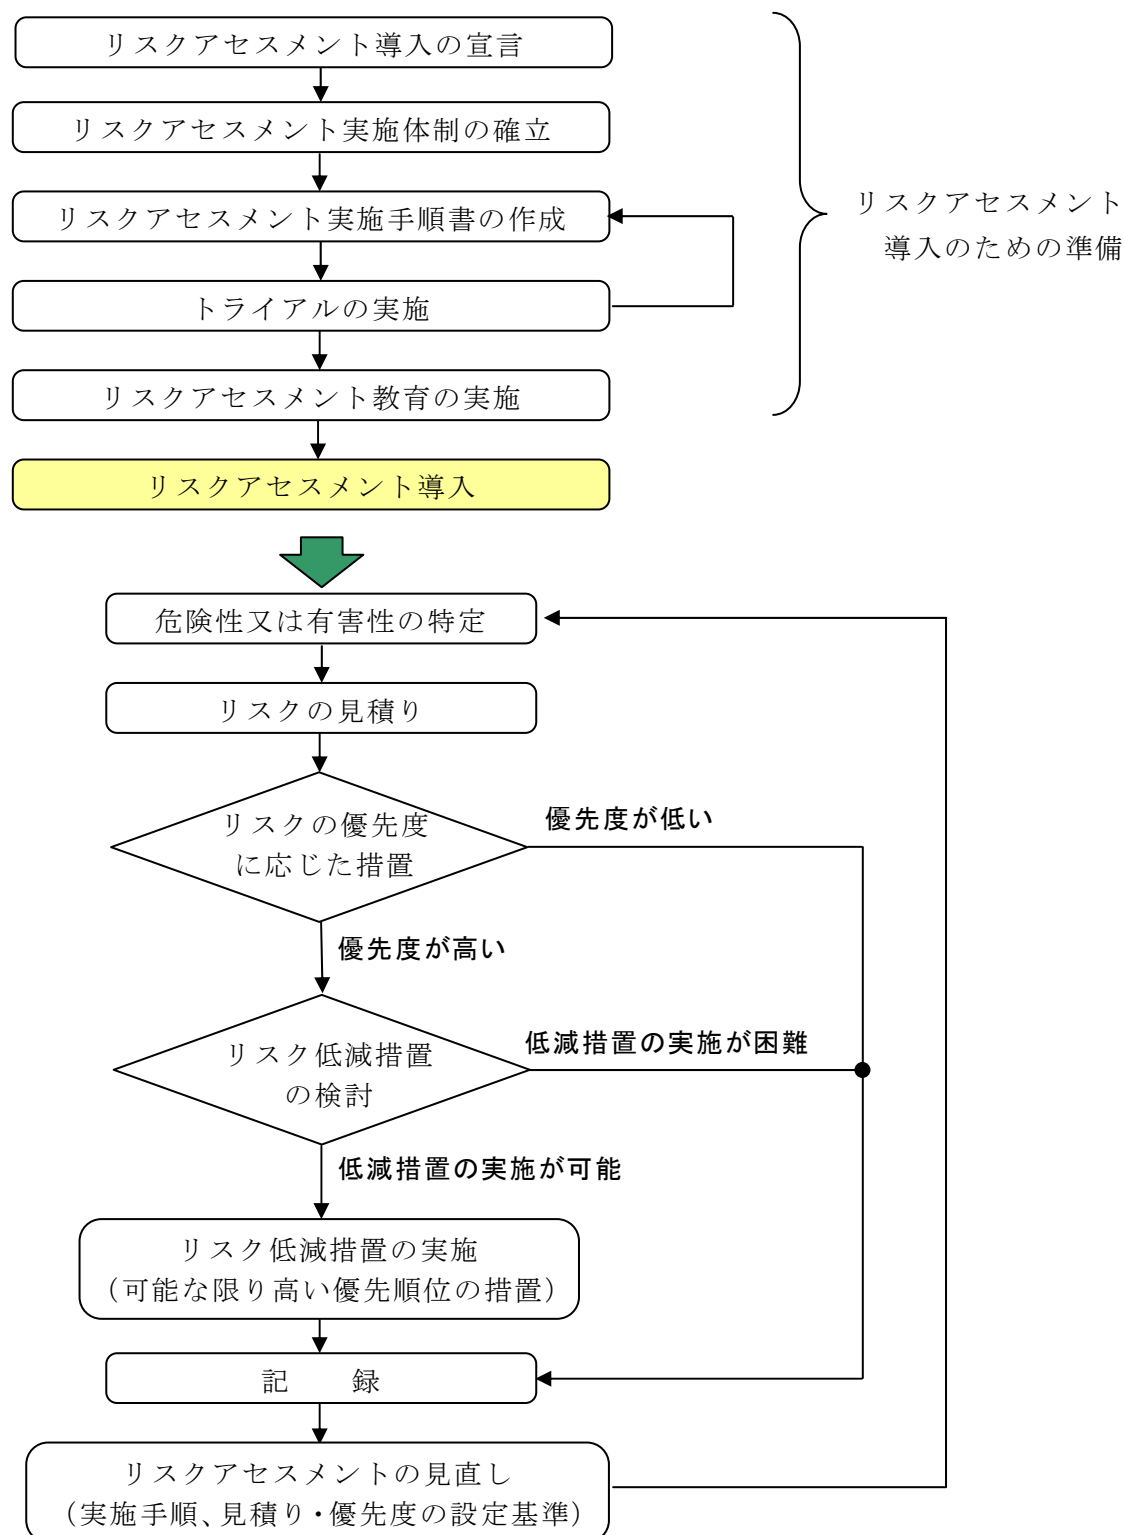 リスクアセスメント導入の宣言
リスクアセスメント実施体制の確立
リスクアセスメント実施手順書の作成
トライアルの実施
リスクアセスメント教育の実施
リスクアセスメント
導入のための準備
リスクアセスメント導入
危険性又は有害性の特定
リスクの見積り
リスクの優先度
に応じた措置
優先度が低い
優先度が高い
リスク低減措置
の検討
低減措置の実施が困難
低減措置の実施が可能
リスク低減措置の実施
（可能な限り高い優先順位の措置）
記　　録
リスクアセスメントの見直し
（実施手順、見積り・優先度の設定基準）